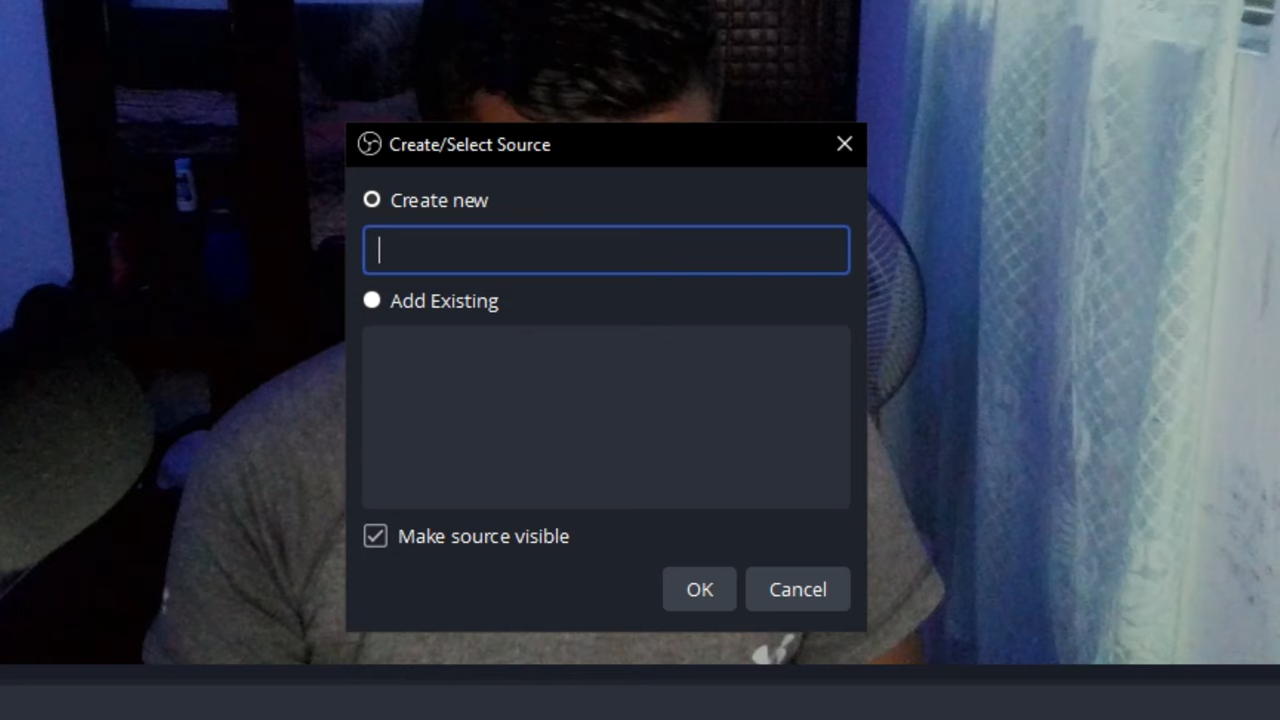 Create/Select Source
Create new
Add Existing
Make source visible
OK
Cancel